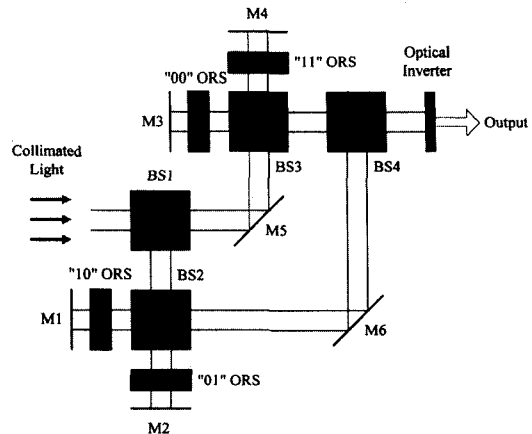 M4
"11" ORS
"00" ORS
Optical
Inverter
M3
Output
BS3
BS4
Collimated
Light
BS1
M5
"10" ORS
BS2
M1
M6
"01" ORS
M2